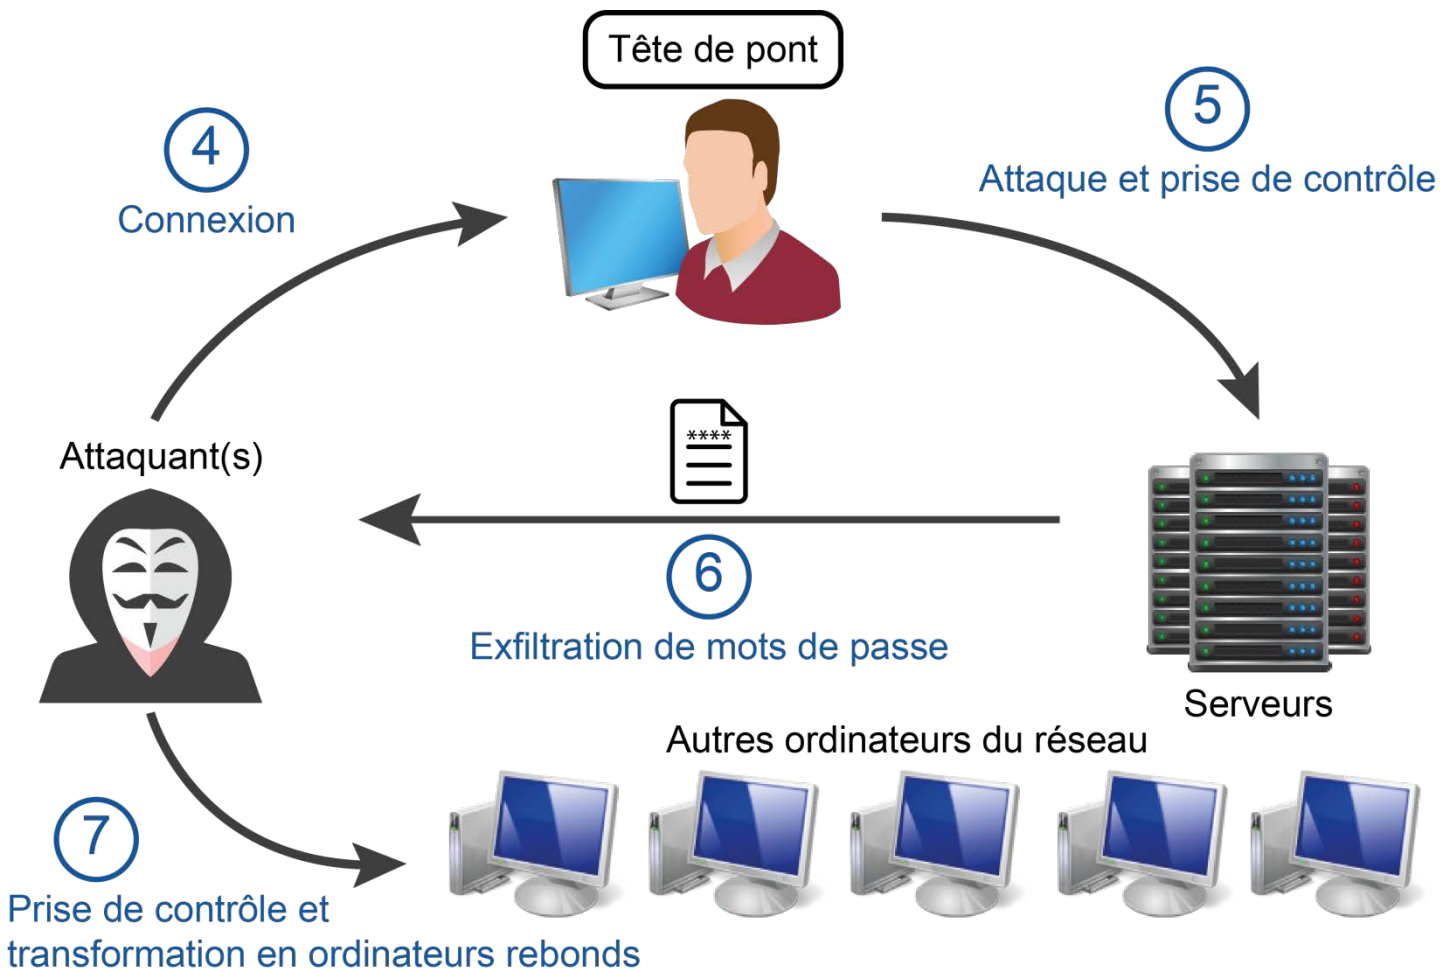 Tête de pont
4
Connexion
5
Attaque et prise de contrôle
Attaquant(s)
****
6
Exfiltration de mots de passe
Serveurs
Autres ordinateurs du réseau
7
Prise de contrôle et
transformation en ordinateurs rebonds